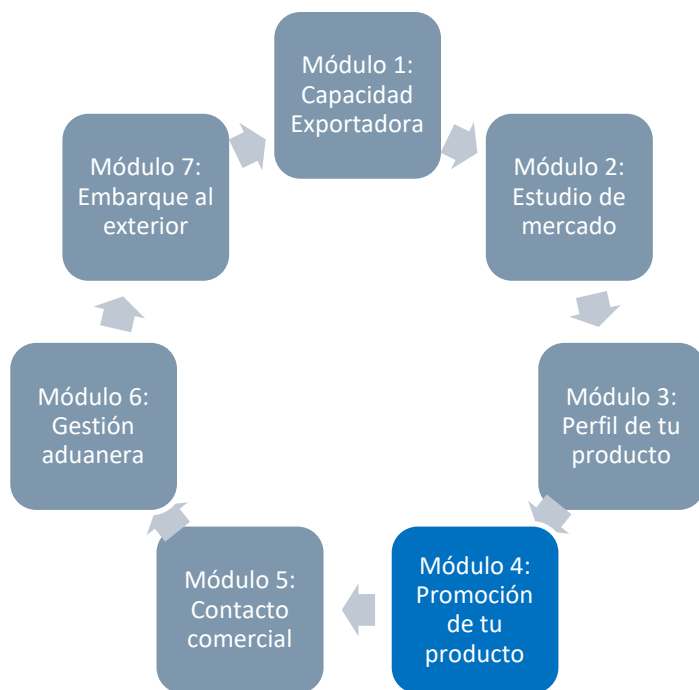 Módulo 1:
Capacidad
Exportadora
Módulo 2:
Estudio de
mercado
Módulo 3:
Perfil de tu
producto
Módulo 4:
Promoción
de tu
producto
Módulo 5:
Contacto
comercial
Módulo 6:
Gestión
aduanera
Módulo 7:
Embarque al
exterior